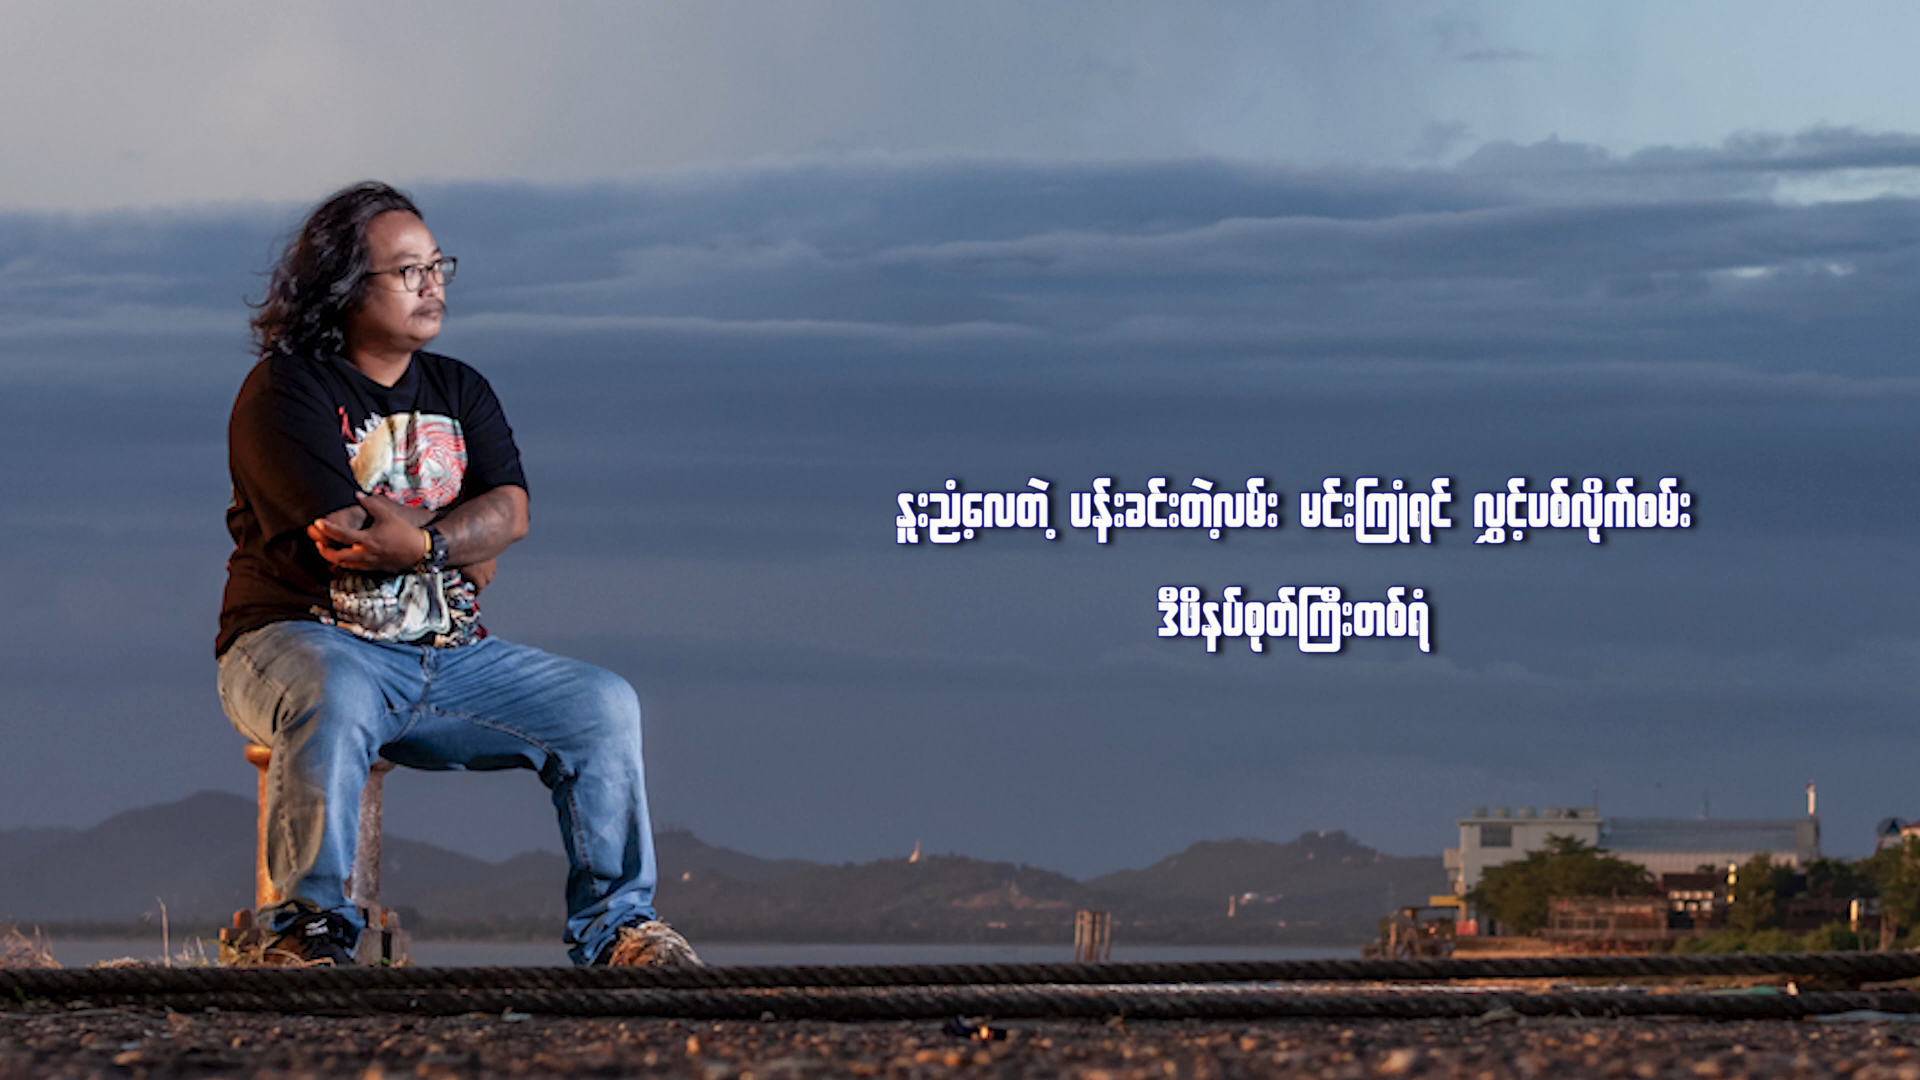 နူးညံ့လေတဲ့ ပန်းခင်းတဲ့လမ်း မင်းကြုံရင် လွှင့်ပစ်လိုက်စမ်း
ဒီဖိနပ်စုတ်ကြီးတစ်ရံ